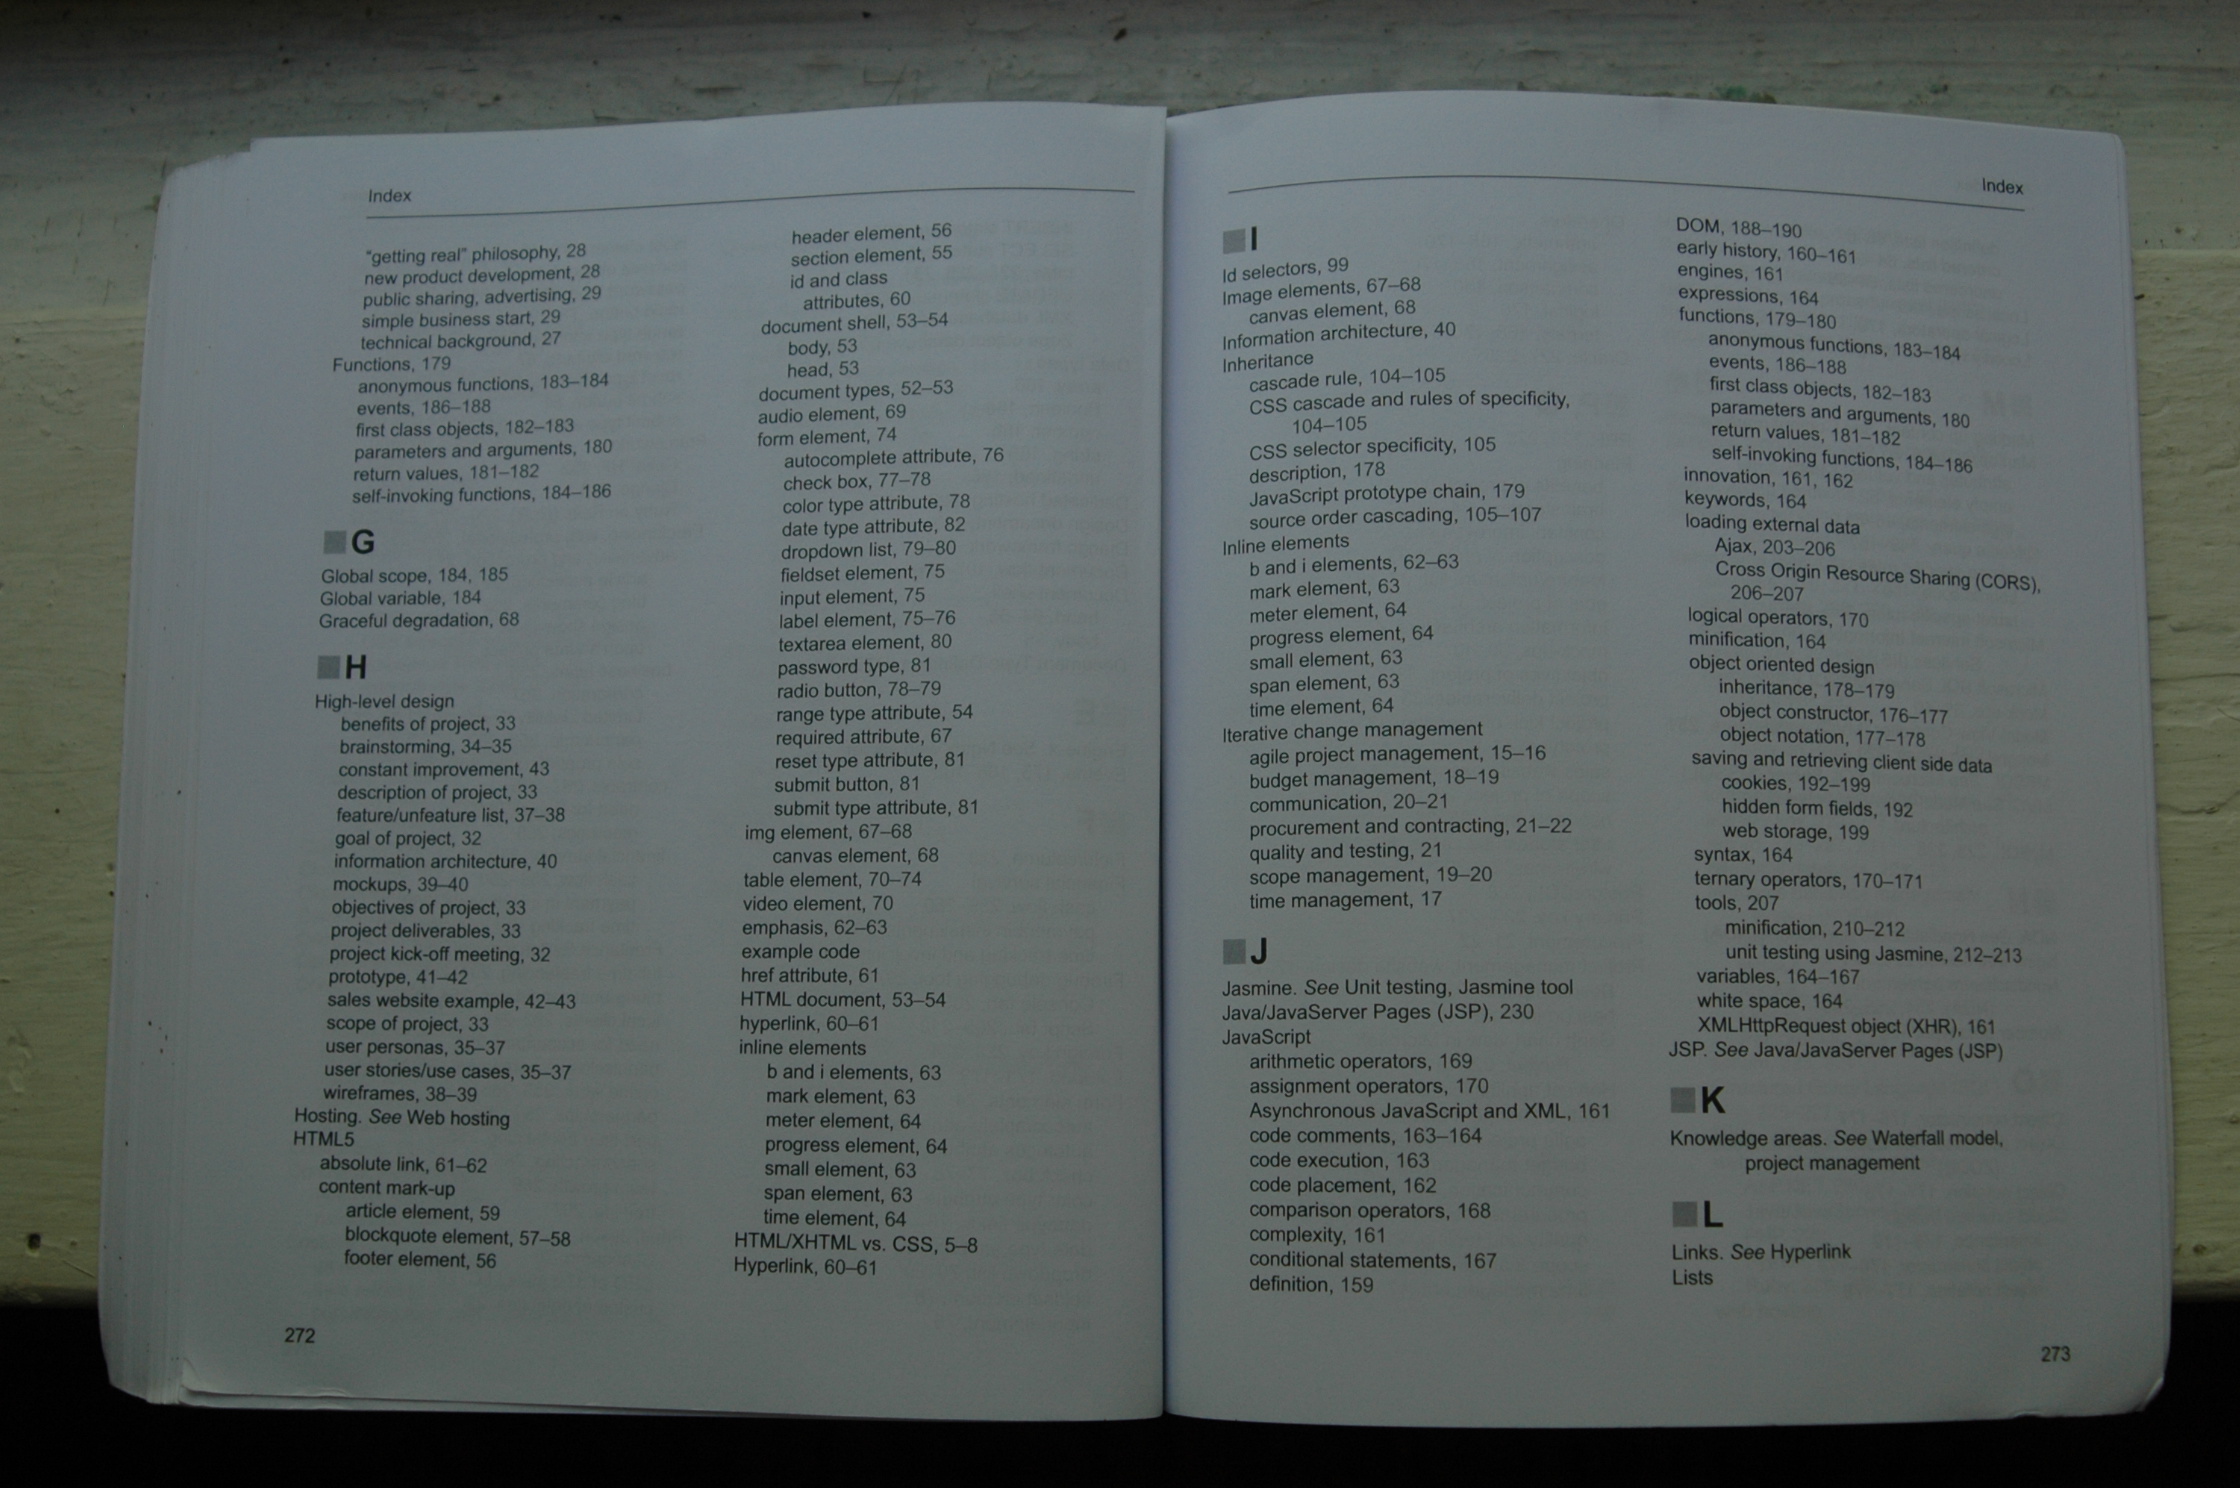 Index
"getting real" philosophy, 28
new product development, 28
public sharing, advertising, 29
simple business start, 29
technical background, 27
Functions, 179
anonymous functions, 183–184
events, 186–188
first class objects, 182–183
parameters and arguments, 180
return values, 181–182
self-invoking functions, 184–186
G
Global scope, 184, 185
Global variable, 184
Graceful degradation, 68
H
High-level design
benefits of project, 33
brainstorming, 34–35
constant improvement, 43
description of project, 33
feature/unfeature list, 37–38
goal of project, 32
information architecture, 40
mockups, 39–40
objectives of project, 33
project deliverables, 33
project kick-off meeting, 32
prototype, 41–42
sales website example, 42–43
scope of project, 33
user personas, 35–37
user stories/use cases, 35–37
wireframes, 38–39
Hosting. See Web hosting
HTML5
absolute link, 61–62
content mark-up
article element, 59
blockquote element, 57–58
footer element, 56
header element, 56
section element, 55
id and class
attributes, 60
document shell, 53–54
body, 53
head, 53
document types, 52–53
audio element, 69
form element, 74
autocomplete attribute, 76
check box, 77–78
color type attribute, 78
date type attribute, 82
dropdown list, 79–80
fieldset element, 75
input element, 75
label element, 75–76
textarea element, 80
password type, 81
radio button, 78–79
range type attribute, 54
required attribute, 67
reset type attribute, 81
submit button, 81
submit type attribute, 81
img element, 67–68
canvas element, 68
table element, 70–74
video element, 70
emphasis, 62–63
example code
href attribute, 61
HTML document, 53–54
hyperlink, 60–61
inline elements
b and i elements, 63
mark element, 63
meter element, 64
progress element, 64
small element, 63
span element, 63
time element, 64
HTML/XHTML vs. CSS, 5–8
Hyperlink, 60–61
272
Index
I
Id selectors, 99
Image elements, 67–68
canvas element, 68
Information architecture, 40
Inheritance
cascade rule, 104–105
CSS cascade and rules of specificity,
104–105
CSS selector specificity, 105
description, 178
JavaScript prototype chain, 179
source order cascading, 105–107
Inline elements
b and i elements, 62–63
mark element, 63
meter element, 64
progress element, 64
small element, 63
span element, 63
time element, 64
Iterative change management
agile project management, 15–16
budget management, 18–19
communication, 20–21
procurement and contracting, 21–22
quality and testing, 21
scope management, 19–20
time management, 17
J
Jasmine. See Unit testing, Jasmine tool
Java/JavaServer Pages (JSP), 230
JavaScript
arithmetic operators, 169
assignment operators, 170
Asynchronous JavaScript and XML, 161
code comments, 163–164
code execution, 163
code placement, 162
comparison operators, 168
complexity, 161
conditional statements, 167
definition, 159
DOM, 188–190
early history, 160–161
engines, 161
expressions, 164
functions, 179–180
anonymous functions, 183–184
events, 186–188
first class objects, 182–183
parameters and arguments, 180
return values, 181–182
self-invoking functions, 184–186
innovation, 161, 162
keywords, 164
loading external data
Ajax, 203–206
Cross Origin Resource Sharing (CORS),
206–207
logical operators, 170
minification, 164
object oriented design
inheritance, 178–179
object constructor, 176–177
object notation, 177–178
saving and retrieving client side data
cookies, 192–199
hidden form fields, 192
web storage, 199
syntax, 164
ternary operators, 170–171
tools, 207
minification, 210–212
unit testing using Jasmine, 212–213
variables, 164–167
white space, 164
XMLHttpRequest object (XHR), 161
JSP. See Java/JavaServer Pages (JSP)
K
Knowledge areas. See Waterfall model,
project management
L
Links. See Hyperlink
Lists
273